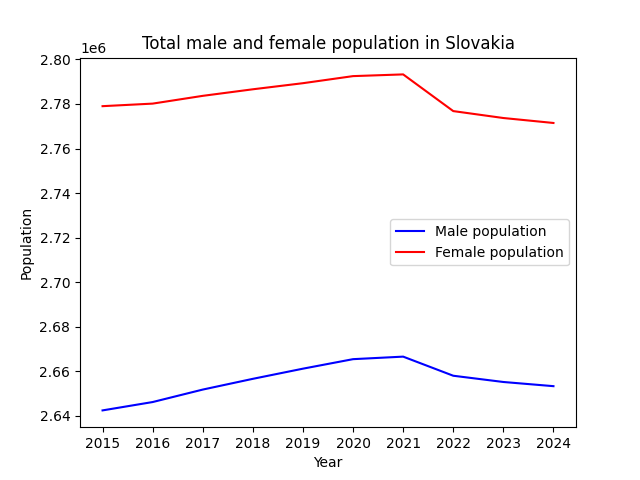 Total male and female population in Slovakia
1e6
2.80
2.78
2.76
2.74
2.72
2.70
2.68
2.66
2.64
Population
Male population
Female population
2015 2016 2017 2018 2019 2020 2021 2022 2023 2024
Year